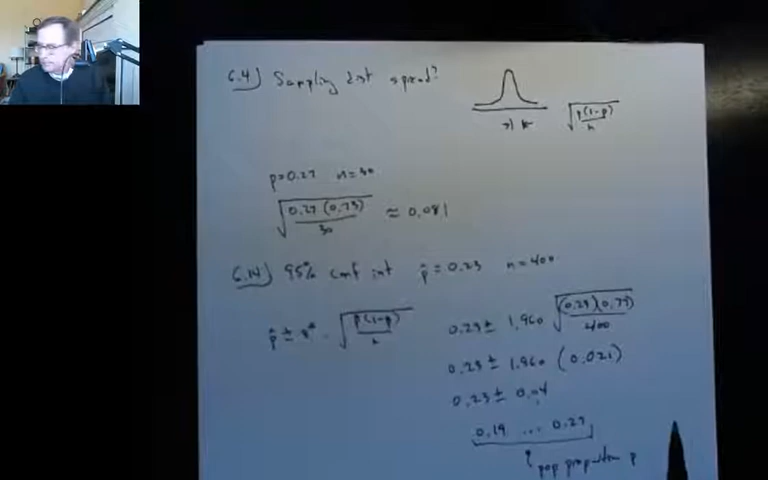 6.4) Sampling dist spread?
√(p(1-p)/n)
p=0.27 n=30
√(0.27 (0.73)/30) ≈ 0.081
6.14) 95% conf int p̂ = 0.23 n=400
p̂ ± z* · √(p(1-p)/n)
0.23 ± 1.960 √((0.23)(0.77)/400)
0.23 ± 1.960 (0.021)
0.23 ± 0.04
0.19 ... 0.27
pop proportion p